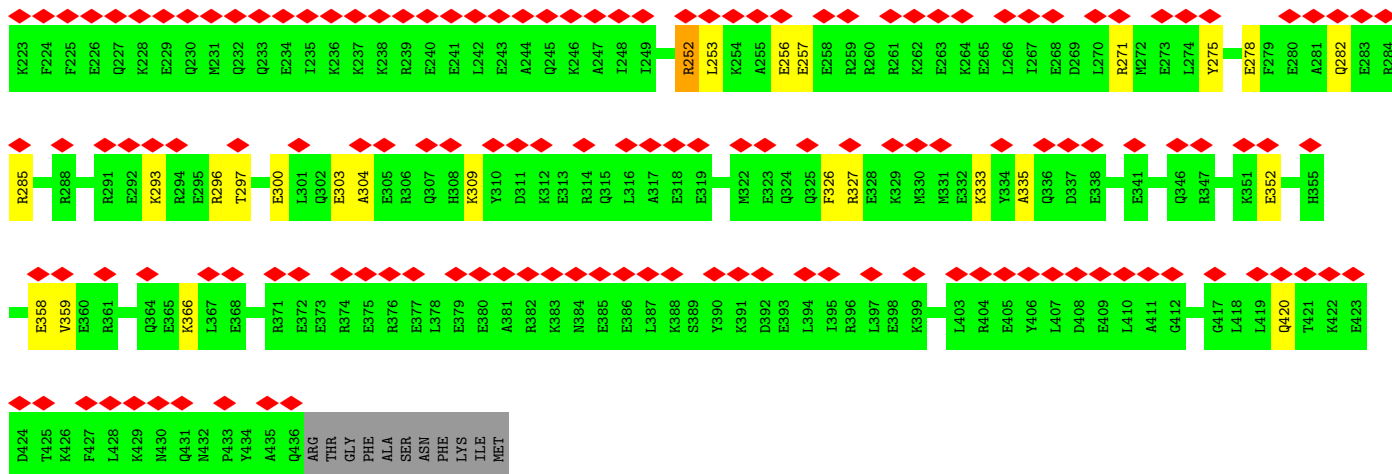 K223 F224 F225 E226 Q227 K228 E229 Q230 M231 Q232 Q233 E234 I235 K236 K237 K238 R239 E240 E241 L242 E243 A244 Q245 K246 A247 I248 I249 R252 L253 K254 A255 E256 E257 E258 R259 R260 R261 K262 E263 K264 E265 L266 I267 E268 D269 L270 R271 M272 E273 L274 Y275 E278 F279 E280 A281 Q282 E283 R284
R285 R288 R291 E292 K293 R294 E295 R296 T297 E300 L301 Q302 E303 A304 E305 R306 Q307 H308 K309 Y310 D311 K312 E313 R314 Q315 L316 A317 E318 E319 M322 E323 Q324 Q325 F326 R327 E328 K329 M330 M331 E332 K333 Y334 A335 Q336 D337 E338 E341 Q346 R347 K351 E352 H355
E358 V359 E360 R361 Q364 E365 K366 L367 E368 R371 E372 E373 R374 E375 R376 E377 L378 E379 E380 A381 R382 K383 N384 E385 E386 L387 K388 S389 Y390 K391 D392 E393 L394 I395 R396 L397 E398 K399 L403 R404 E405 Y406 L407 D408 E409 L410 A411 G412 G417 L418 L419 Q420 T421 K422 E423
D424 T425 K426 F427 L428 K429 N430 Q431 N432 P433 Y434 A435 Q436 ARG THR GLY PHE ALA SER ASN PHE LYS ILE MET